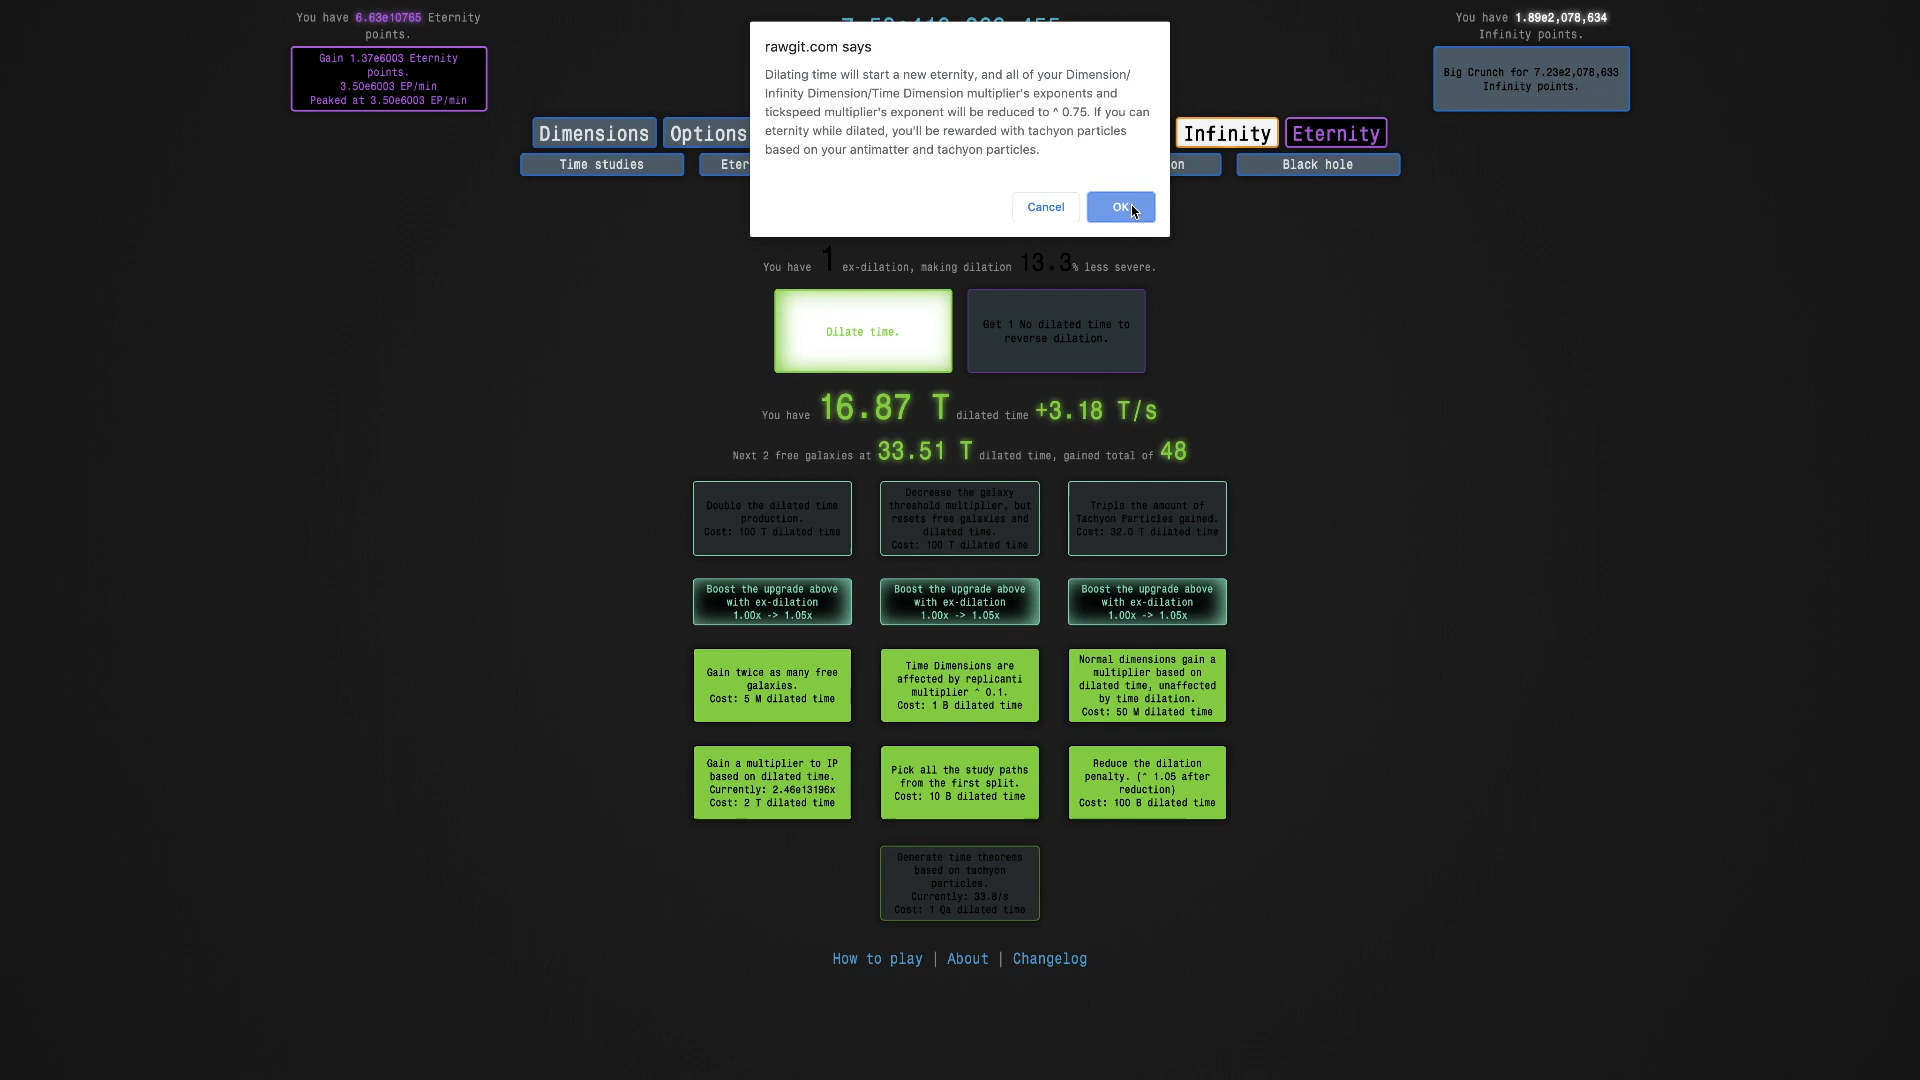 You have 6.63e10765 Eternity
points.
Gain 1.37e6003 Eternity
points.
3.50e6003 EP/min
Peaked at 3.50e6003 EP/min
rawgit.com says
Dilating time will start a new eternity, and all of your Dimension/
Infinity Dimension/Time Dimension multiplier's exponents and
tickspeed multiplier's exponent will be reduced to ^ 0.75. If you can
eternity while dilated, you'll be rewarded with tachyon particles
based on your antimatter and tachyon particles.
Cancel
OK
You have 1.89e2,078,634
Infinity points.
Big Crunch for 7.23e2,078,633
Infinity points.
Dimensions
Options
Infinity
Eternity
Time studies
Eter
on
Black hole
You have 1 ex-dilation, making dilation 13.3% less severe.
Dilate time.
Get 1 No dilated time to
reverse dilation.
You have 16.87 T dilated time +3.18 T/s
Next 2 free galaxies at 33.51 T dilated time, gained total of 48
Double the dilated time
production.
Cost: 100 T dilated time
Decrease the galaxy
threshold multiplier, but
resets free galaxies and
dilated time.
Cost: 100 T dilated time
Triple the amount of
Tachyon Particles gained.
Cost: 32.0 T dilated time
Boost the upgrade above
with ex-dilation
1.00x -> 1.05x
Boost the upgrade above
with ex-dilation
1.00x -> 1.05x
Boost the upgrade above
with ex-dilation
1.00x -> 1.05x
Gain twice as many free
galaxies.
Cost: 5 M dilated time
Time Dimensions are
affected by replicanti
multiplier ^ 0.1.
Cost: 1 B dilated time
Normal dimensions gain a
multiplier based on
dilated time, unaffected
by time dilation.
Cost: 50 M dilated time
Gain a multiplier to IP
based on dilated time.
Currently: 2.46e13196x
Cost: 2 T dilated time
Pick all the study paths
from the first split.
Cost: 10 B dilated time
Reduce the dilation
penalty. (^ 1.05 after
reduction)
Cost: 100 B dilated time
Generate time theorems
based on tachyon
particles.
Currently: 33.8/s
Cost: 1 Qa dilated time
How to play | About | Changelog